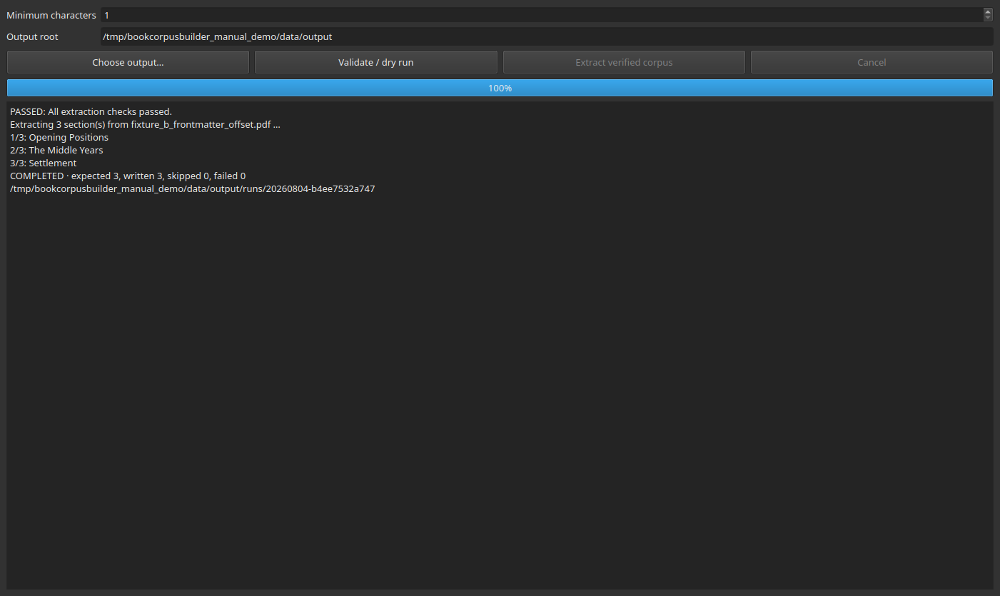 Minimum characters 1
Output root /tmp/bookcorpusbuilder_manual_demo/data/output
Choose output... Validate / dry run Extract verified corpus Cancel
100%
PASSED: All extraction checks passed.
Extracting 3 section(s) from fixture_b_frontmatter_offset.pdf ...
1/3: Opening Positions
2/3: The Middle Years
3/3: Settlement
COMPLETED · expected 3, written 3, skipped 0, failed 0
/tmp/bookcorpusbuilder_manual_demo/data/output/runs/20260804-b4ee7532a747